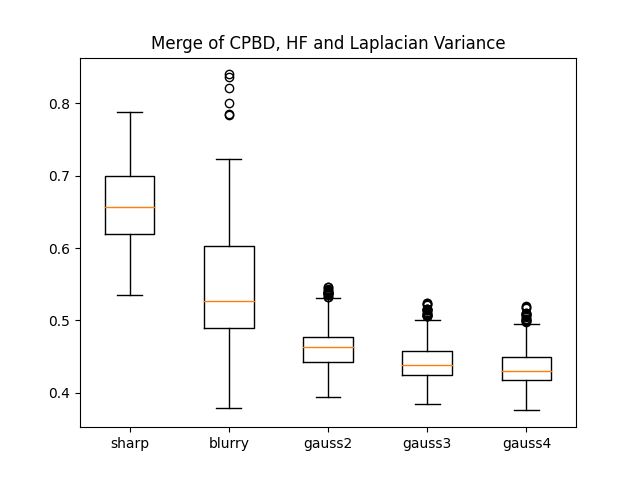 Merge of CPBD, HF and Laplacian Variance
0.8
0.7
0.6
0.5
0.4
sharp blurry gauss2 gauss3 gauss4